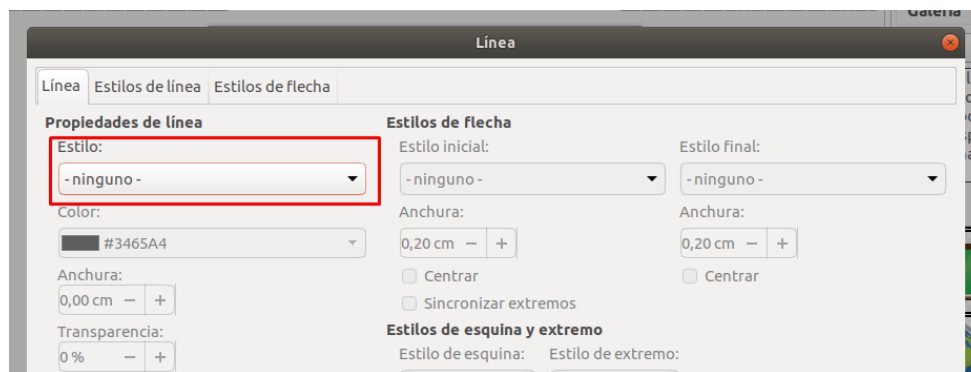 Galería
Línea
Línea Estilos de línea Estilos de flecha
Propiedades de línea
Estilo:
- ninguno -
Color:
#3465A4
Anchura:
0,00 cm − +
Transparencia:
0 % − +
Estilos de flecha
Estilo inicial:
- ninguno -
Anchura:
0,20 cm − +
Centrar
Sincronizar extremos
Estilo final:
- ninguno -
Anchura:
0,20 cm − +
Centrar
Estilos de esquina y extremo
Estilo de esquina: Estilo de extremo: